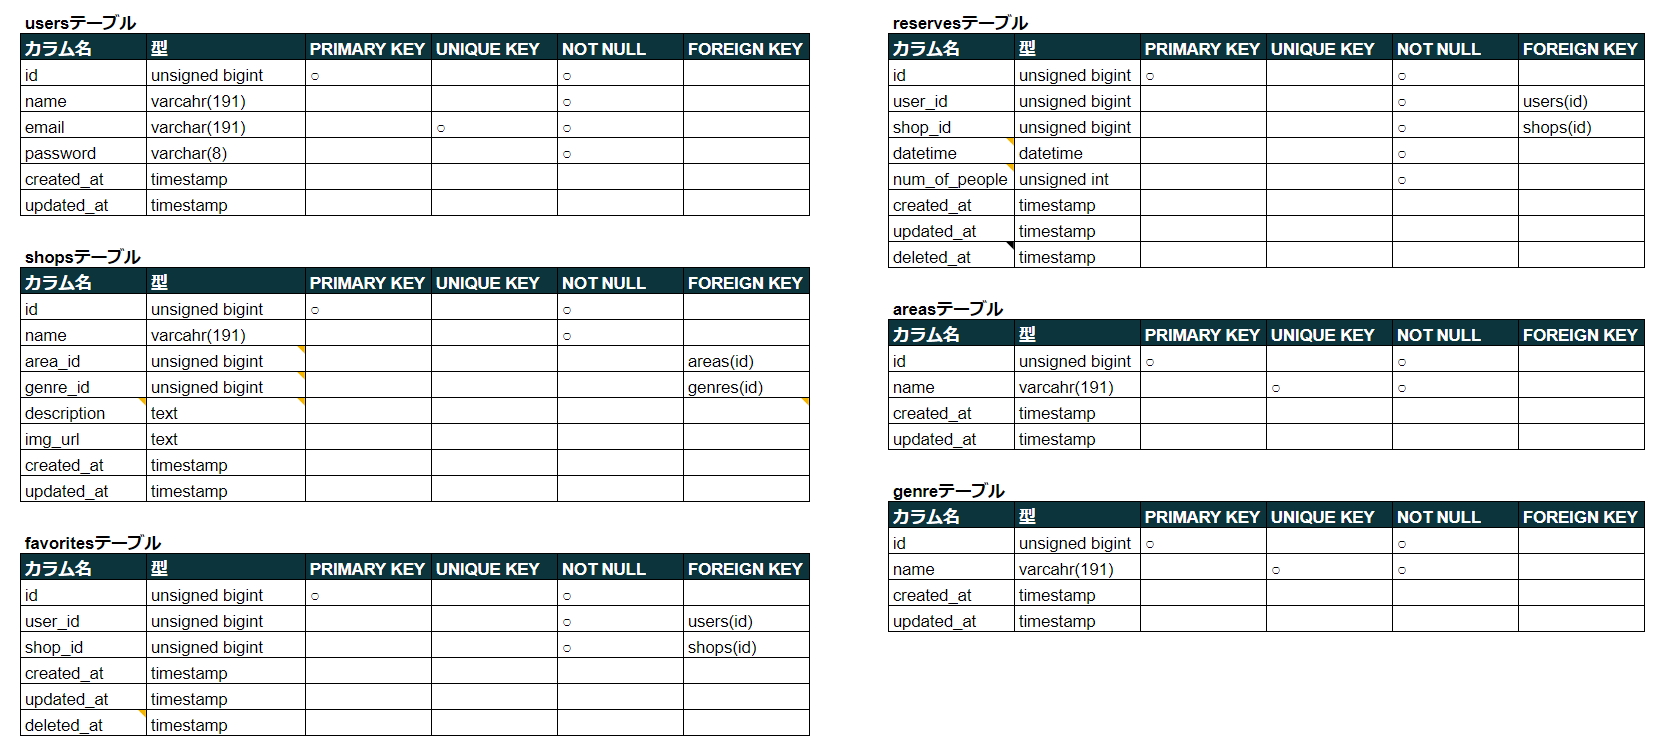 usersテーブル
カラム名 型 PRIMARY KEY UNIQUE KEY NOT NULL FOREIGN KEY
id unsigned bigint ○ ○
name varcahr(191) ○
email varchar(191) ○ ○
password varchar(8) ○
created_at timestamp
updated_at timestamp
shopsテーブル
カラム名 型 PRIMARY KEY UNIQUE KEY NOT NULL FOREIGN KEY
id unsigned bigint ○ ○
name varcahr(191) ○
area_id unsigned bigint areas(id)
genre_id unsigned bigint genres(id)
description text
img_url text
created_at timestamp
updated_at timestamp
favoritesテーブル
カラム名 型 PRIMARY KEY UNIQUE KEY NOT NULL FOREIGN KEY
id unsigned bigint ○ ○
user_id unsigned bigint ○ users(id)
shop_id unsigned bigint ○ shops(id)
created_at timestamp
updated_at timestamp
deleted_at timestamp
reservesテーブル
カラム名 型 PRIMARY KEY UNIQUE KEY NOT NULL FOREIGN KEY
id unsigned bigint ○ ○
user_id unsigned bigint ○ users(id)
shop_id unsigned bigint ○ shops(id)
datetime datetime ○
num_of_people unsigned int ○
created_at timestamp
updated_at timestamp
deleted_at timestamp
areasテーブル
カラム名 型 PRIMARY KEY UNIQUE KEY NOT NULL FOREIGN KEY
id unsigned bigint ○ ○
name varcahr(191) ○ ○
created_at timestamp
updated_at timestamp
genreテーブル
カラム名 型 PRIMARY KEY UNIQUE KEY NOT NULL FOREIGN KEY
id unsigned bigint ○ ○
name varcahr(191) ○ ○
created_at timestamp
updated_at timestamp